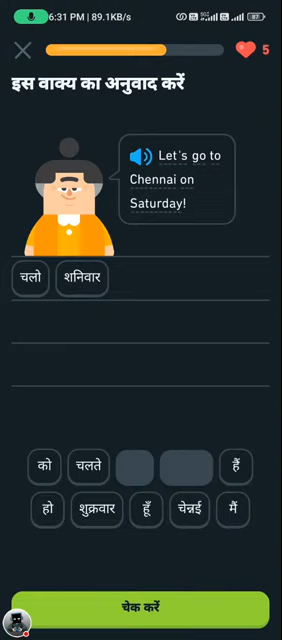 6:31 PM | 89.1KB/s
87
5
इस वाक्य का अनुवाद करें
Let's go to
Chennai on
Saturday!
चलो शनिवार
को चलते हैं
हो शुक्रवार हूँ चेन्नई मैं
चेक करें